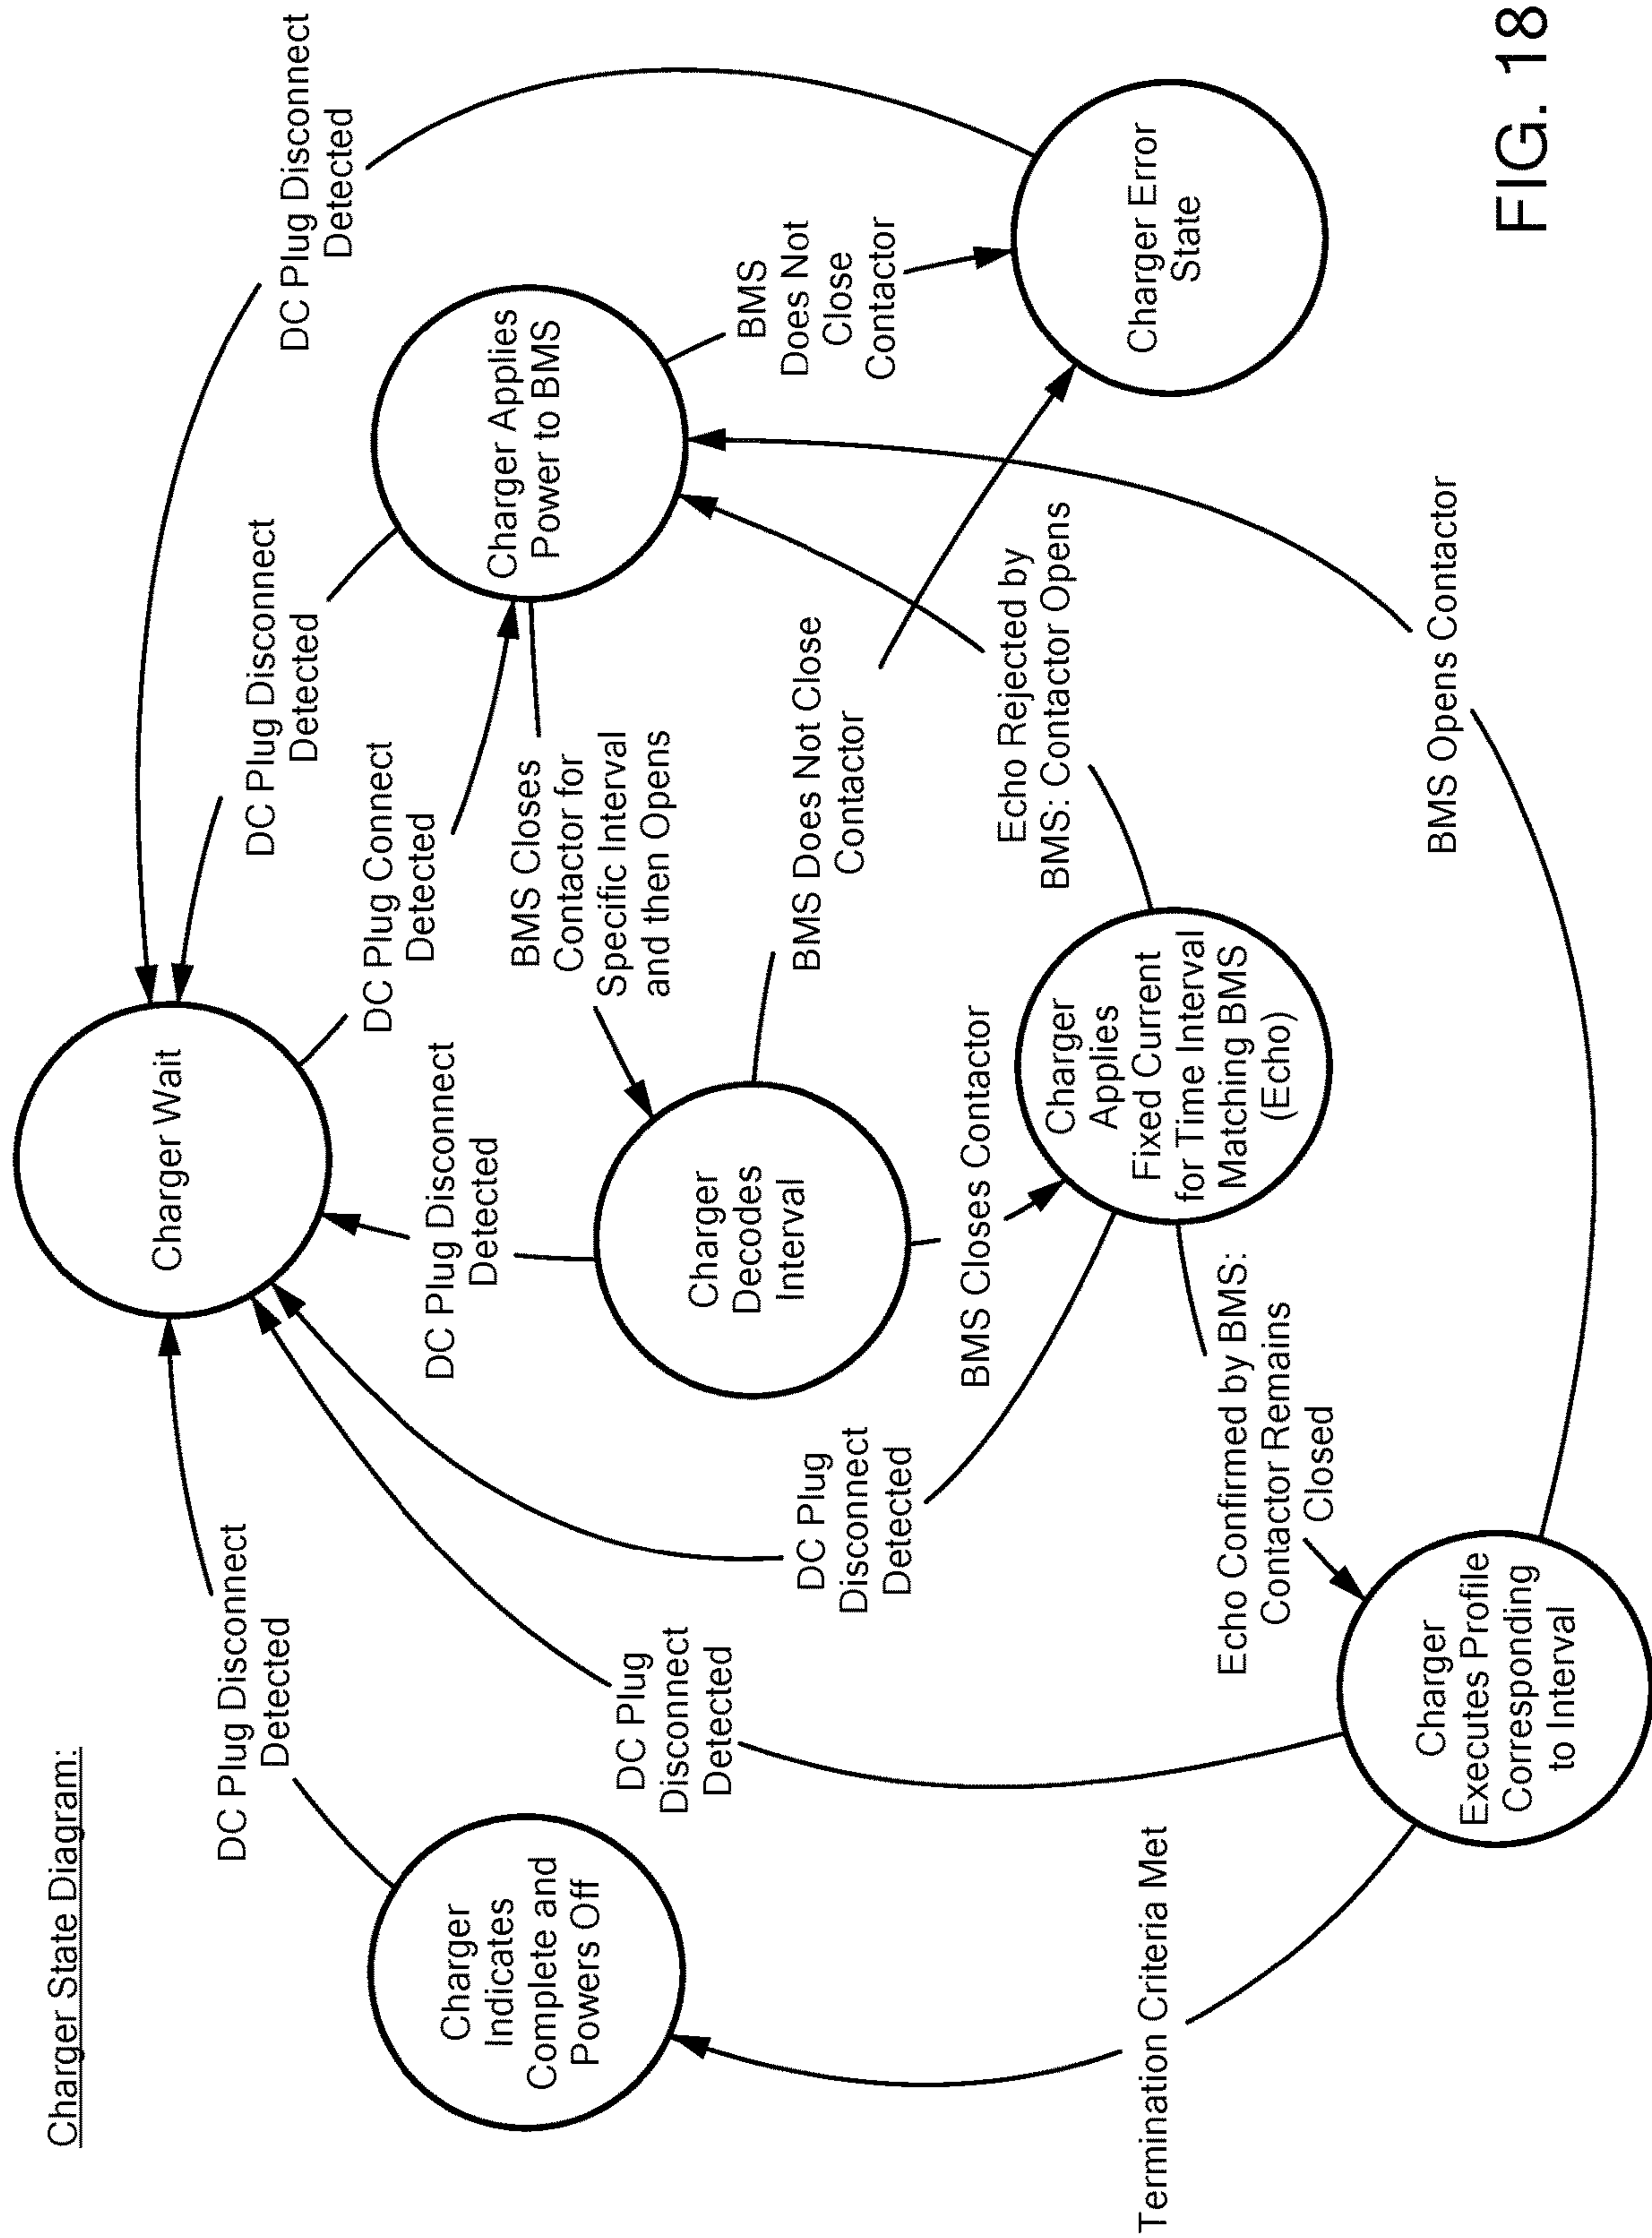 Charger State Diagram:
DC Plug Disconnect
Detected
Charger Wait
DC Plug Disconnect
Detected
DC Plug Disconnect
Detected
DC Plug Connect
Detected
DC Plug Disconnect
Detected
Charger
Indicates
Complete and
Powers Off
Charger Applies
Power to BMS
BMS Closes
Contactor for
Specific Interval
and then Opens
DC Plug
Disconnect
Detected
Charger
Decodes
Interval
BMS
Does Not
Close
Contactor
DC Plug
Disconnect
Detected
BMS Does Not Close
Contactor
BMS Closes Contactor
Echo Rejected by
BMS: Contactor Opens
Charger
Applies
Fixed Current
for Time Interval
Matching BMS
(Echo)
Charger Error
State
Termination Criteria Met
Echo Confirmed by BMS:
Contactor Remains
Closed
BMS Opens Contactor
Charger
Executes Profile
Corresponding
to Interval
FIG. 18